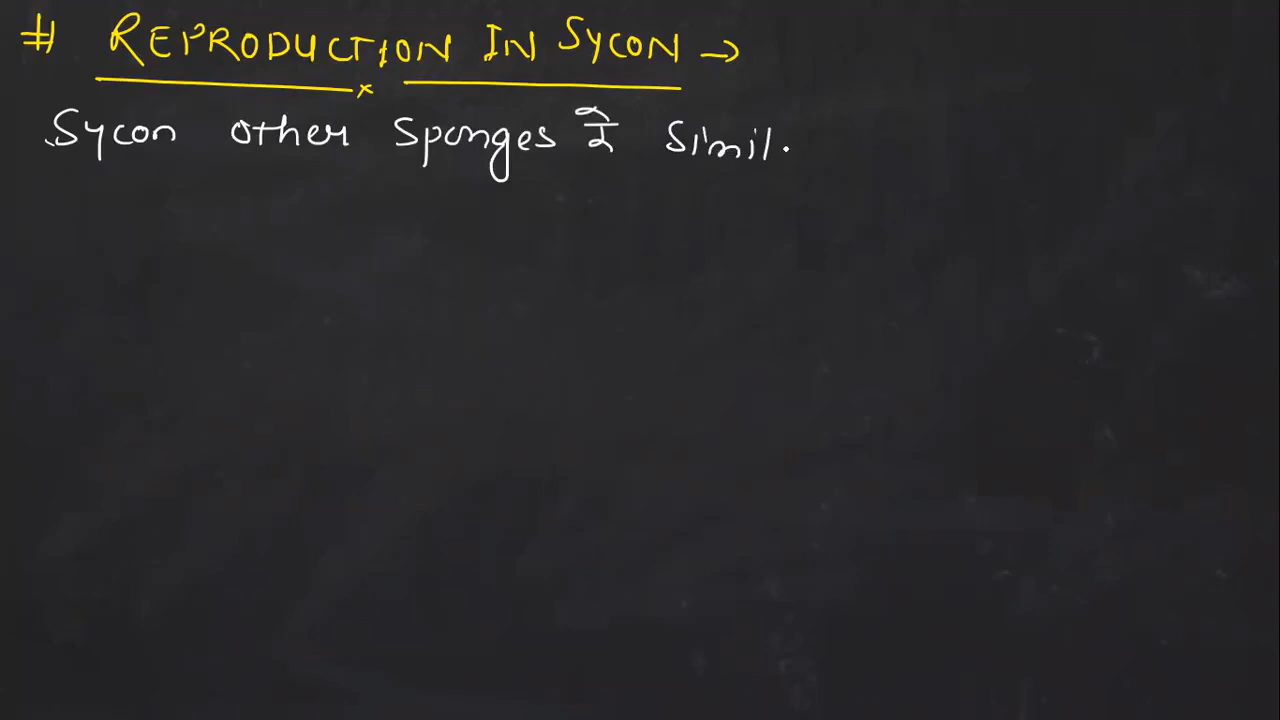 # REPRODUCTION IN SYCON →
Sycon other Sponges के Simil.